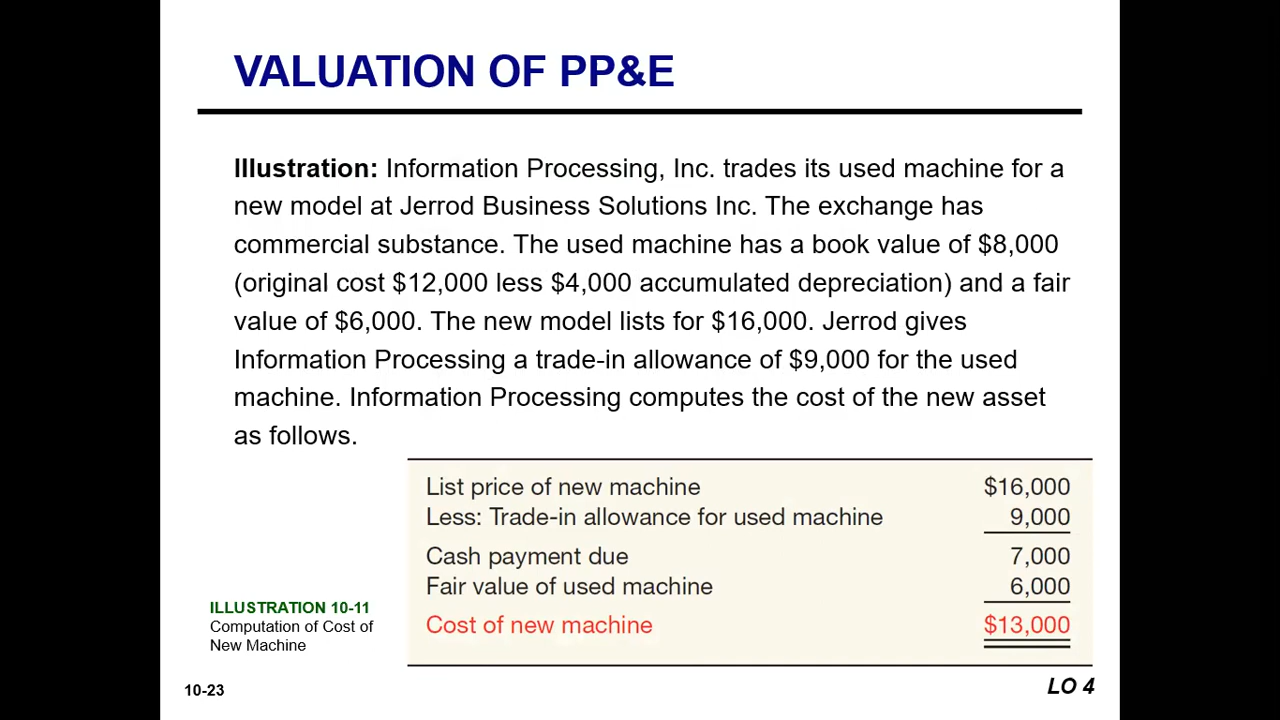 VALUATION OF PP&E
Illustration: Information Processing, Inc. trades its used machine for a
new model at Jerrod Business Solutions Inc. The exchange has
commercial substance. The used machine has a book value of $8,000
(original cost $12,000 less $4,000 accumulated depreciation) and a fair
value of $6,000. The new model lists for $16,000. Jerrod gives
Information Processing a trade-in allowance of $9,000 for the used
machine. Information Processing computes the cost of the new asset
as follows.
List price of new machine $16,000
Less: Trade-in allowance for used machine 9,000
Cash payment due 7,000
Fair value of used machine 6,000
Cost of new machine $13,000
ILLUSTRATION 10-11
Computation of Cost of
New Machine
10-23
LO 4